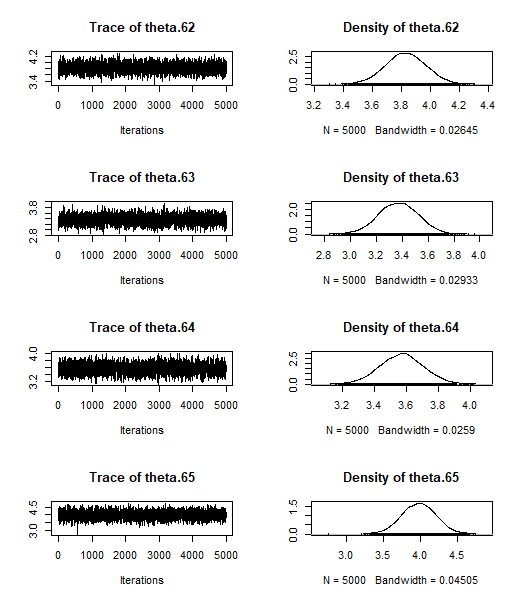 Trace of theta.62
3.4 4.2
0 1000 2000 3000 4000 5000
Iterations
Density of theta.62
0.0 2.5
3.2 3.4 3.6 3.8 4.0 4.2 4.4
N = 5000 Bandwidth = 0.02645
Trace of theta.63
2.8 3.8
0 1000 2000 3000 4000 5000
Iterations
Density of theta.63
0.0 2.0
2.8 3.0 3.2 3.4 3.6 3.8 4.0
N = 5000 Bandwidth = 0.02933
Trace of theta.64
3.2 4.0
0 1000 2000 3000 4000 5000
Iterations
Density of theta.64
0.0 2.5
3.2 3.4 3.6 3.8 4.0
N = 5000 Bandwidth = 0.0259
Trace of theta.65
3.0 4.5
0 1000 2000 3000 4000 5000
Iterations
Density of theta.65
0.0 1.5
3.0 3.5 4.0 4.5
N = 5000 Bandwidth = 0.04505